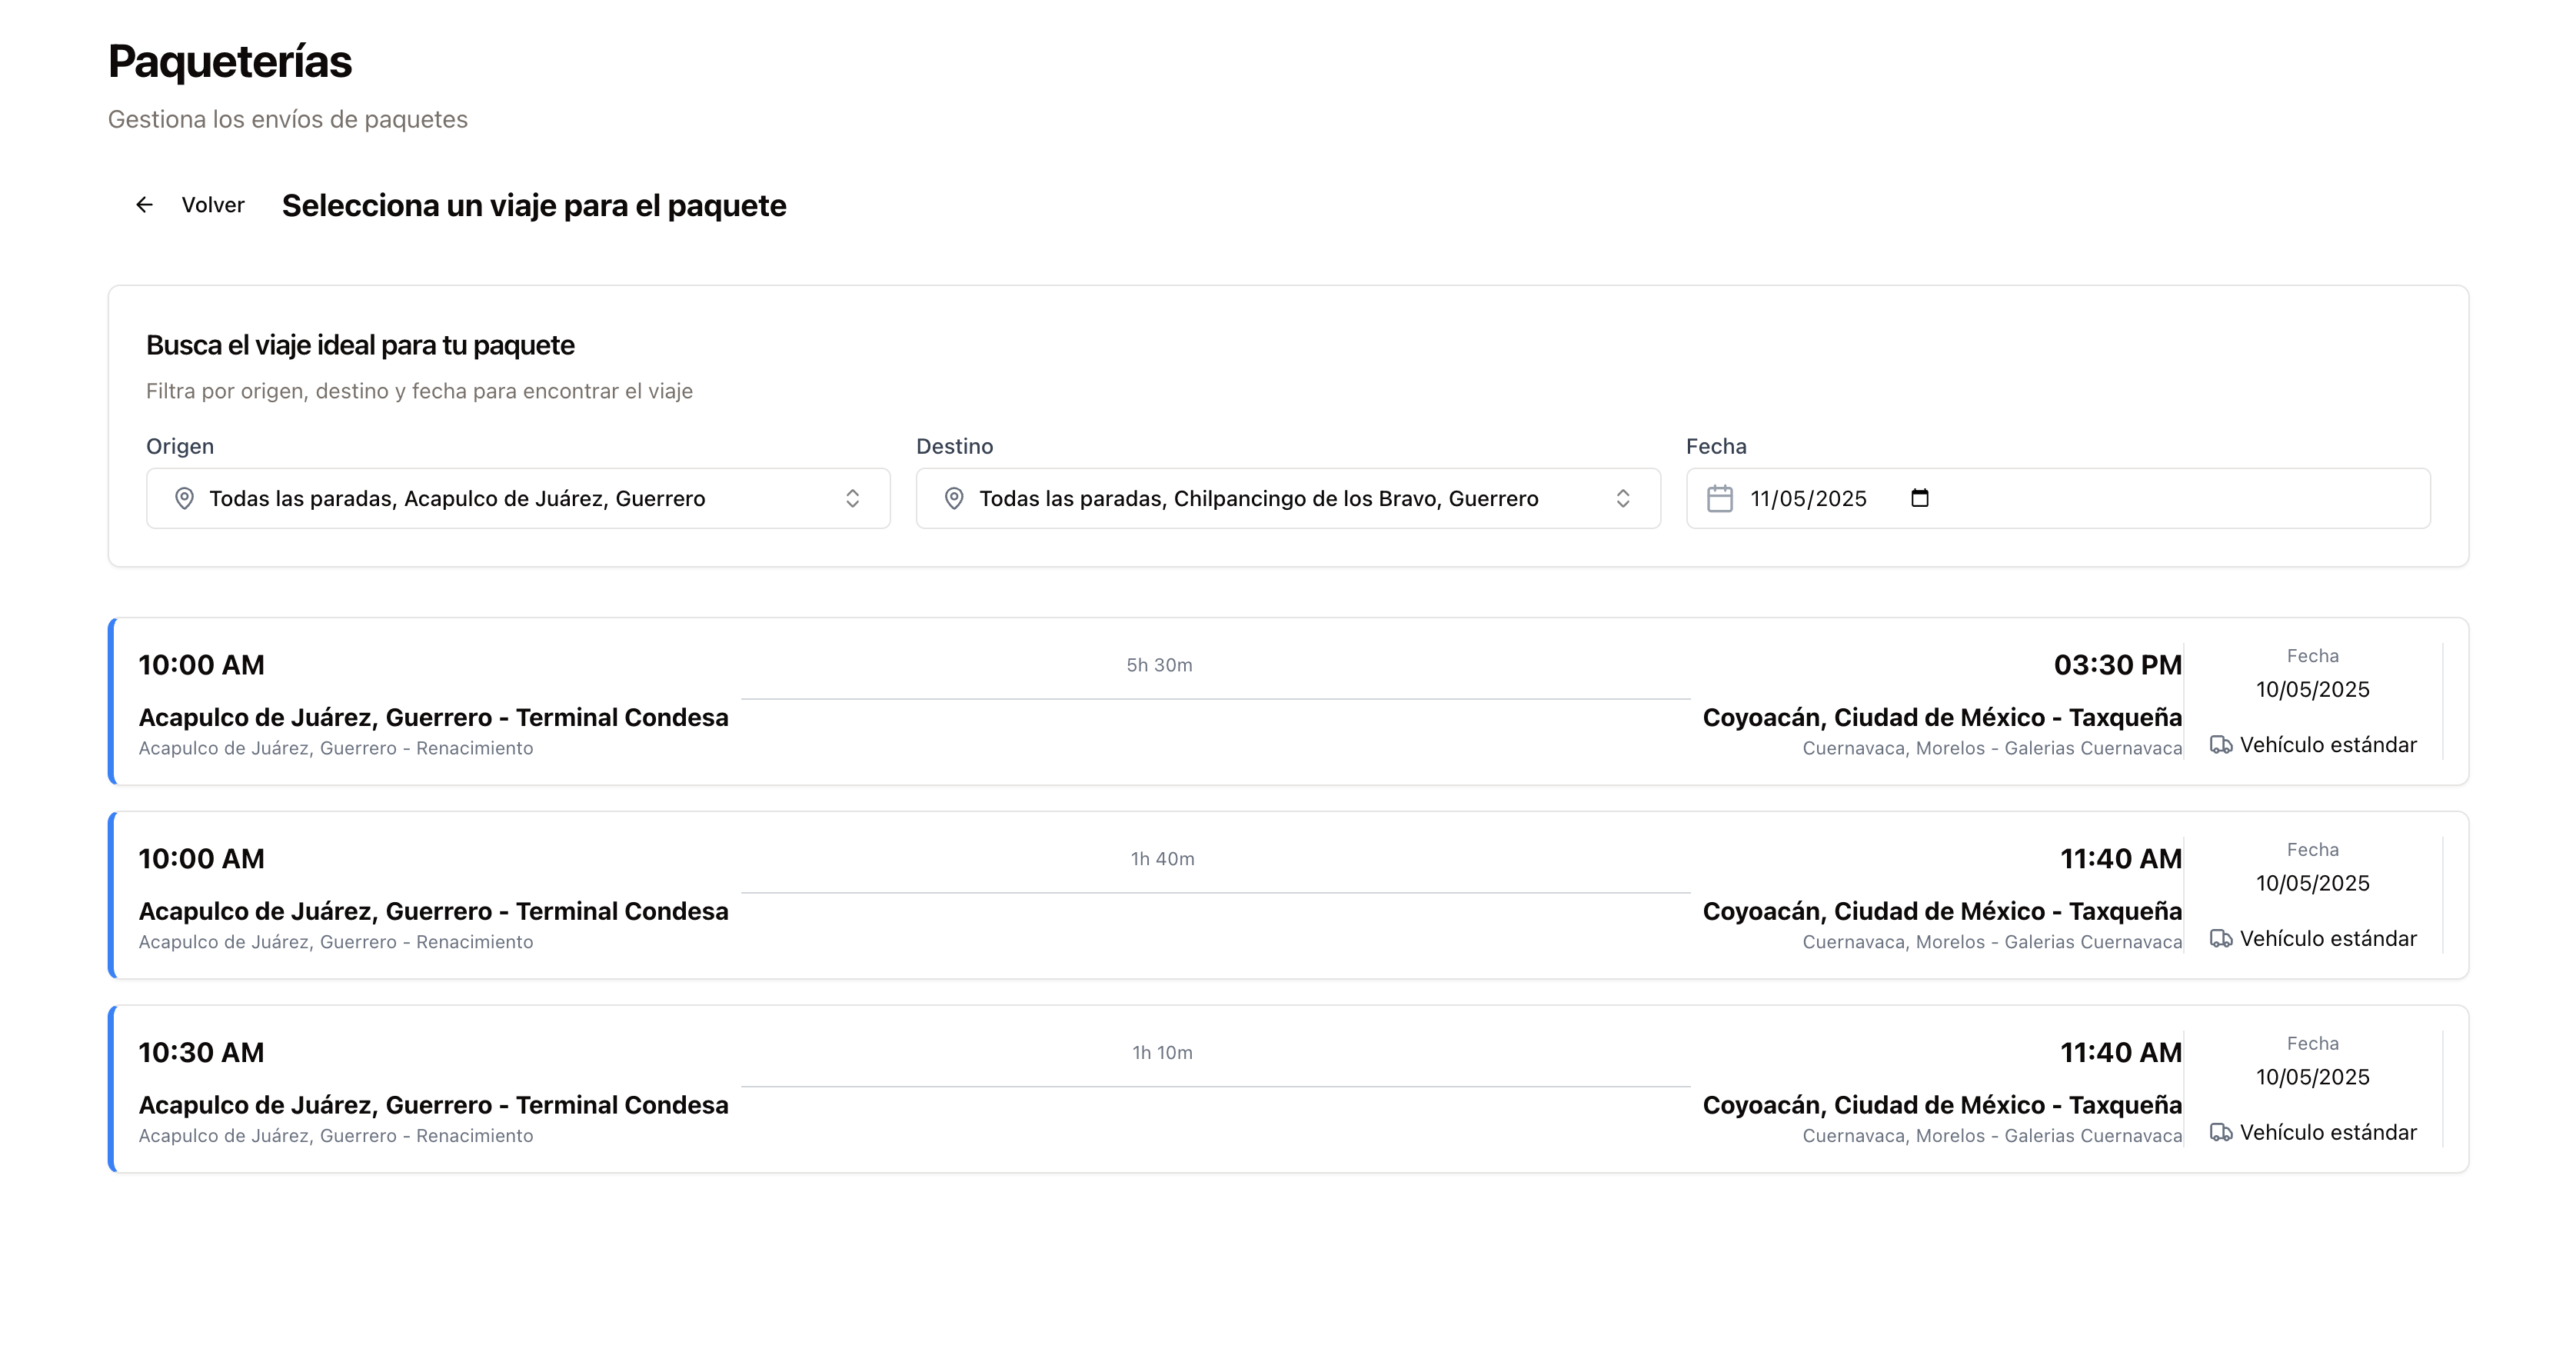 Paqueterías
Gestiona los envíos de paquetes
Volver
Selecciona un viaje para el paquete
Busca el viaje ideal para tu paquete
Filtra por origen, destino y fecha para encontrar el viaje
Origen
Destino
Fecha
Todas las paradas, Acapulco de Juárez, Guerrero
Todas las paradas, Chilpancingo de los Bravo, Guerrero
11/05/2025
10:00 AM
5h 30m
03:30 PM
Acapulco de Juárez, Guerrero - Terminal Condesa
Coyoacán, Ciudad de México - Taxqueña
Acapulco de Juárez, Guerrero - Renacimiento
Cuernavaca, Morelos - Galerias Cuernavaca
Fecha
10/05/2025
Vehículo estándar
10:00 AM
1h 40m
11:40 AM
Acapulco de Juárez, Guerrero - Terminal Condesa
Coyoacán, Ciudad de México - Taxqueña
Acapulco de Juárez, Guerrero - Renacimiento
Cuernavaca, Morelos - Galerias Cuernavaca
Fecha
10/05/2025
Vehículo estándar
10:30 AM
1h 10m
11:40 AM
Acapulco de Juárez, Guerrero - Terminal Condesa
Coyoacán, Ciudad de México - Taxqueña
Acapulco de Juárez, Guerrero - Renacimiento
Cuernavaca, Morelos - Galerias Cuernavaca
Fecha
10/05/2025
Vehículo estándar